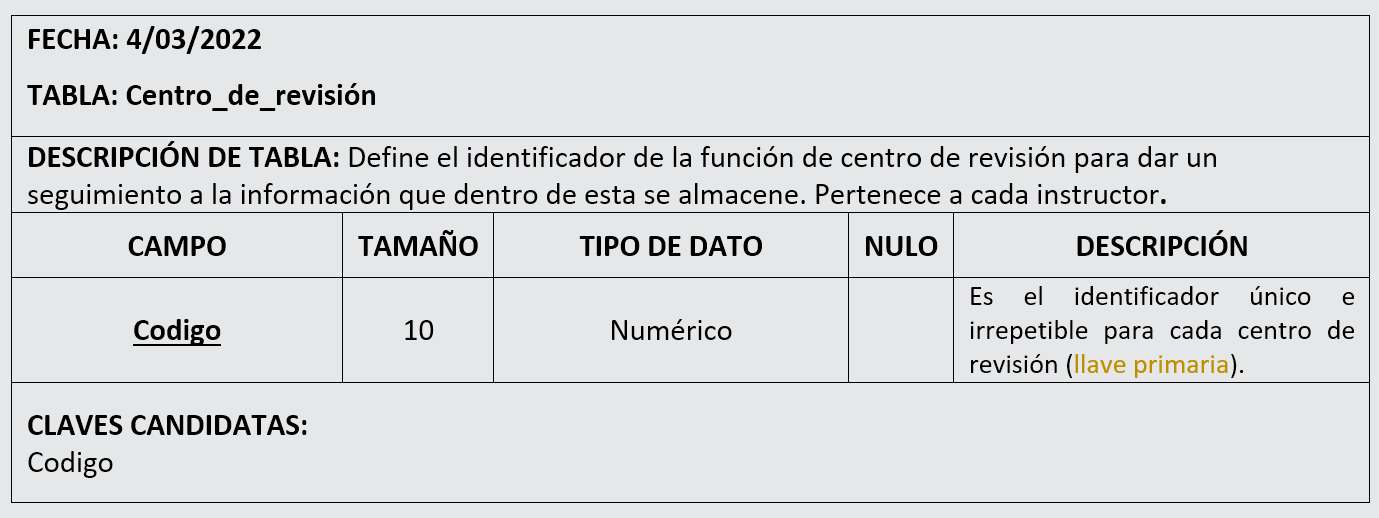 FECHA: 4/03/2022
TABLA: Centro_de_revisión
DESCRIPCIÓN DE TABLA: Define el identificador de la función de centro de revisión para dar un
seguimiento a la información que dentro de esta se almacene. Pertenece a cada instructor.
CAMPO TAMAÑO TIPO DE DATO NULO DESCRIPCIÓN
Codigo 10 Numérico
Es el identificador único e
irrepetible para cada centro de
revisión (llave primaria).
CLAVES CANDIDATAS:
Codigo